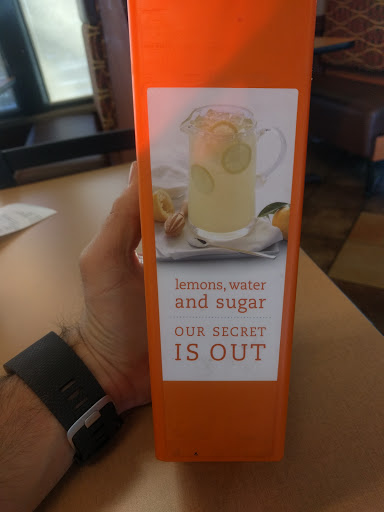 lemons, water
and sugar
OUR SECRET
IS OUT